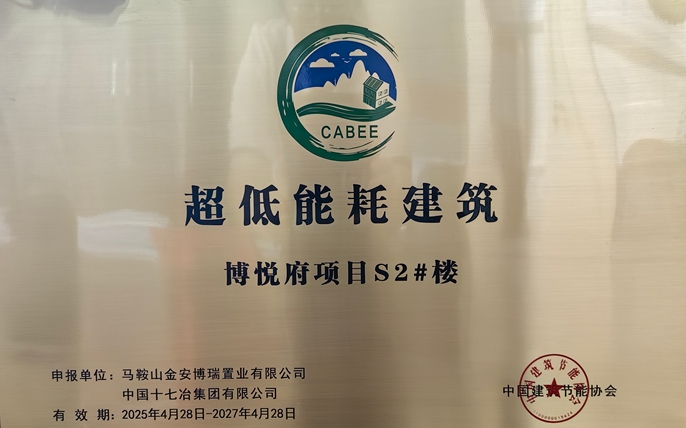 CABEE
超低能耗建筑
博悦府项目S2#楼
申报单位：马鞍山金安博瑞置业有限公司
中国十七冶集团有限公司
中国建筑节能协会
有 效 期：2025年4月28日-2027年4月28日